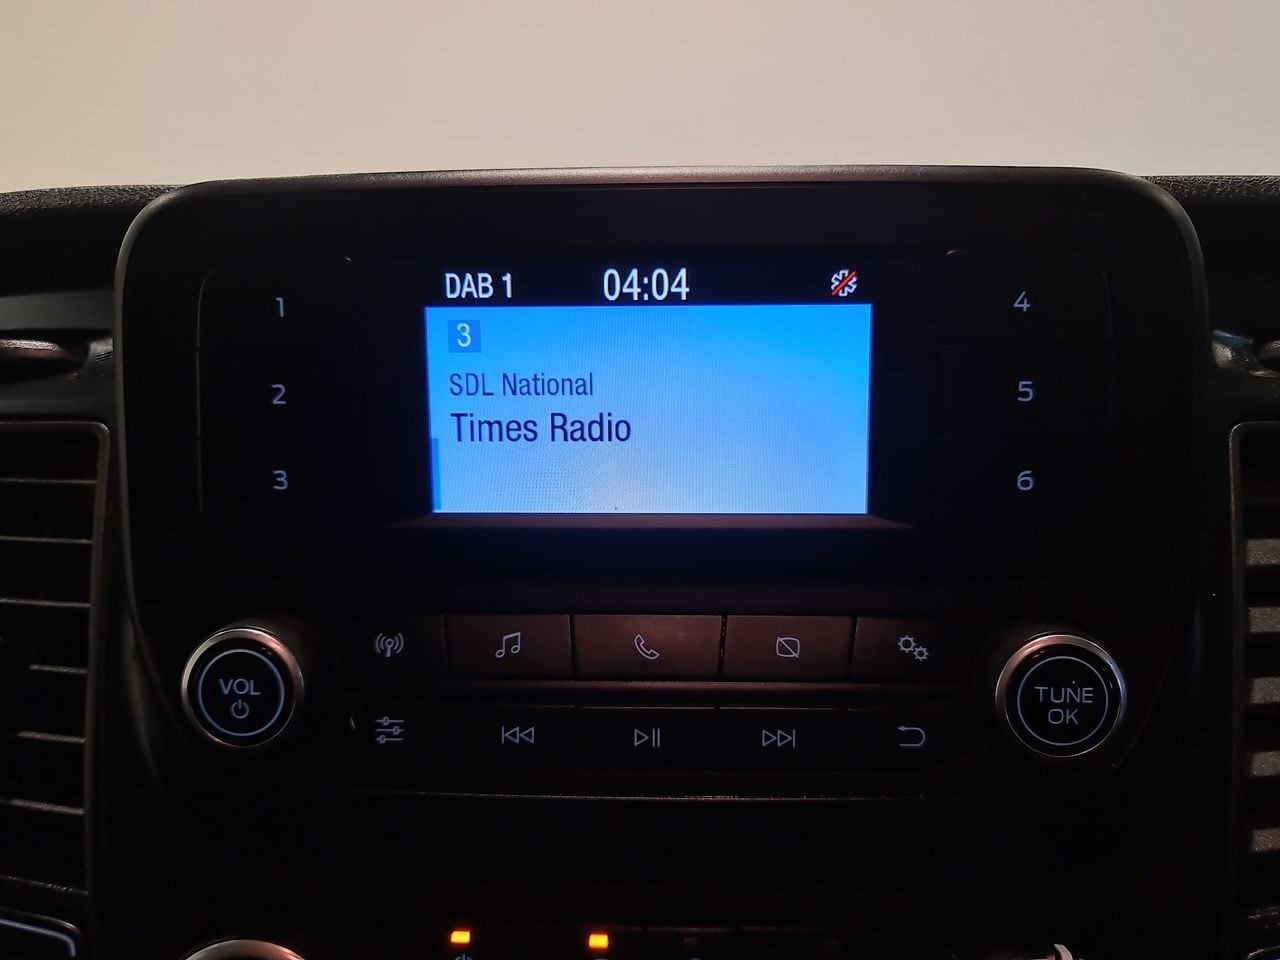 DAB 1 04:04
3
SDL National
Times Radio
1
2
3
4
5
6
VOL
TUNE
OK